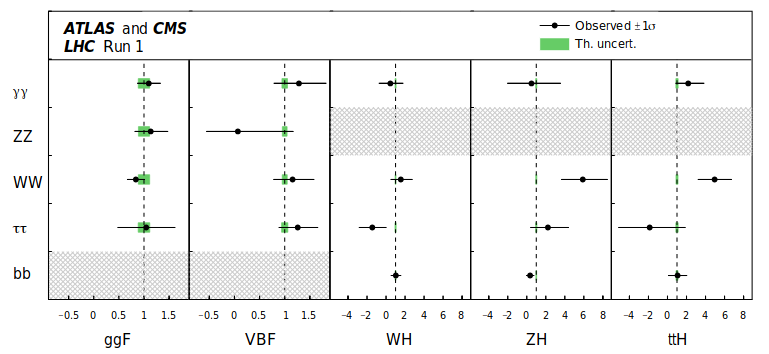 ATLAS and CMS
LHC Run 1
Observed ±1σ
Th. uncert.
γγ
ZZ
WW
ττ
bb
−0.5 0 0.5 1 1.5
−0.5 0 0.5 1 1.5
−4 −2 0 2 4 6 8
−4 −2 0 2 4 6 8
−4 −2 0 2 4 6 8
ggF VBF WH ZH ttH